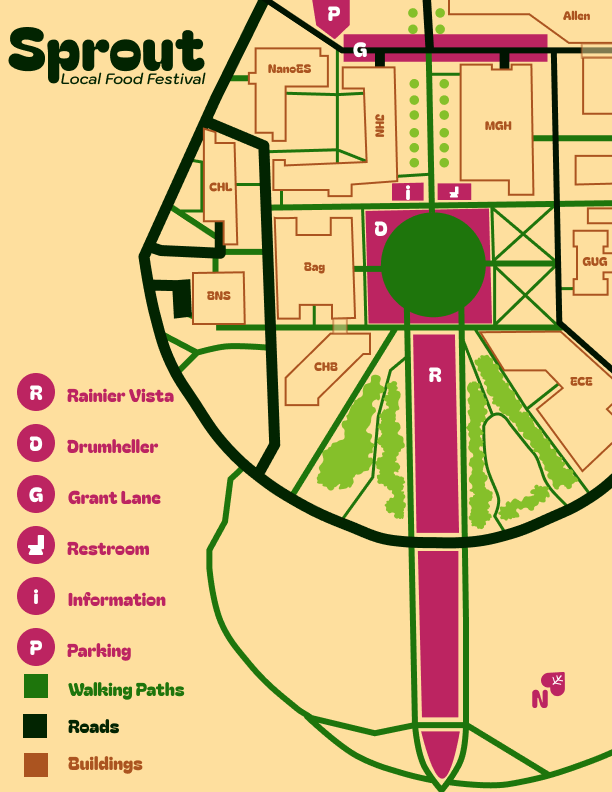 Sprout
Local Food Festival
P
Allen
G
NanoES
NHC
MGH
CHL
i
D
Bag
GUG
BNS
CHB
R
ECE
R Rainier Vista
D Drumheller
G Grant Lane
Restroom
i Information
P Parking
Walking Paths
Roads
Buildings
N